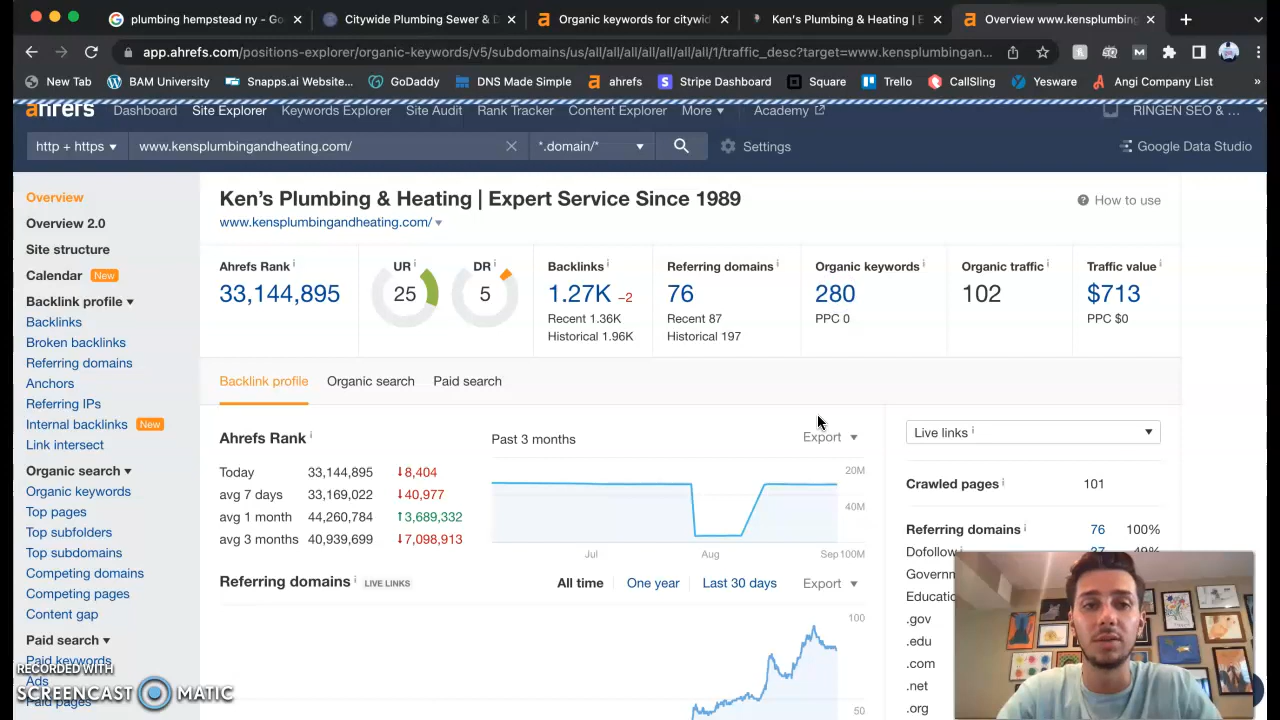 plumbing hempstead ny - Go
Citywide Plumbing Sewer & D
Organic keywords for citywid
Ken's Plumbing & Heating | E
Overview www.kensplumbing
app.ahrefs.com/positions-explorer/organic-keywords/v5/subdomains/us/all/all/all/all/all/all/all/1/traffic_desc?target=www.kensplumbingan...
New Tab
BAM University
Snapps.ai Website...
GoDaddy
DNS Made Simple
ahrefs
Stripe Dashboard
Square
Trello
CallSling
Yesware
Angi Company List
»
ahrefs
Dashboard
Site Explorer
Keywords Explorer
Site Audit
Rank Tracker
Content Explorer
More
Academy
RINGEN SEO & ...
http + https
www.kensplumbingandheating.com/
*.domain/*
Settings
Google Data Studio
Overview
Overview 2.0
Site structure
Calendar New
Backlink profile
Backlinks
Broken backlinks
Referring domains
Anchors
Referring IPs
Internal backlinks New
Link intersect
Organic search
Organic keywords
Top pages
Top subfolders
Top subdomains
Competing domains
Competing pages
Content gap
Paid search
Paid keywords
Ads
Paid pages
RECORDED WITH
SCREENCAST MATIC
Ken's Plumbing & Heating | Expert Service Since 1989
www.kensplumbingandheating.com/
How to use
Ahrefs Rank
33,144,895
UR
25
DR
5
Backlinks
1.27K -2
Recent 1.36K
Historical 1.96K
Referring domains
76
Recent 87
Historical 197
Organic keywords
280
PPC 0
Organic traffic
102
Traffic value
$713
PPC $0
Backlink profile
Organic search
Paid search
Ahrefs Rank
Past 3 months
Export
Today 33,144,895 ↓8,404
avg 7 days 33,169,022 ↓40,977
avg 1 month 44,260,784 ↑3,689,332
avg 3 months 40,939,699 ↓7,098,913
20M
40M
100M
Jul
Aug
Sep
Referring domains LIVE LINKS
All time
One year
Last 30 days
Export
100
50
Live links
Crawled pages 101
Referring domains 76 100%
Dofollow 37 49%
Governm
Educatio
.gov
.edu
.com
.net
.org